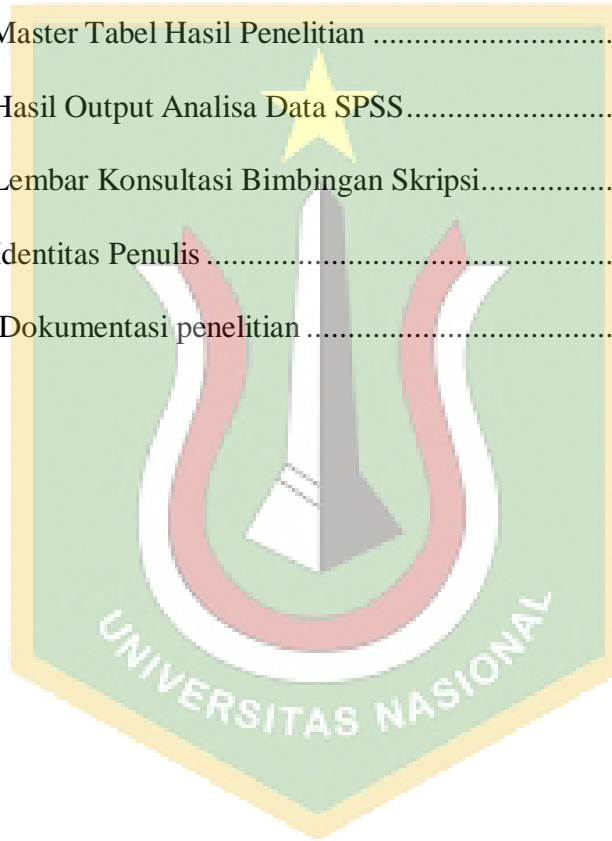 Master Tabel Hasil Penelitian ..............................
Hasil Output Analisa Data SPSS..........................
Lembar Konsultasi Bimbingan Skripsi................
Identitas Penulis ..................................................
Dokumentasi penelitian ......................................
UNIVERSITAS NASIONAL